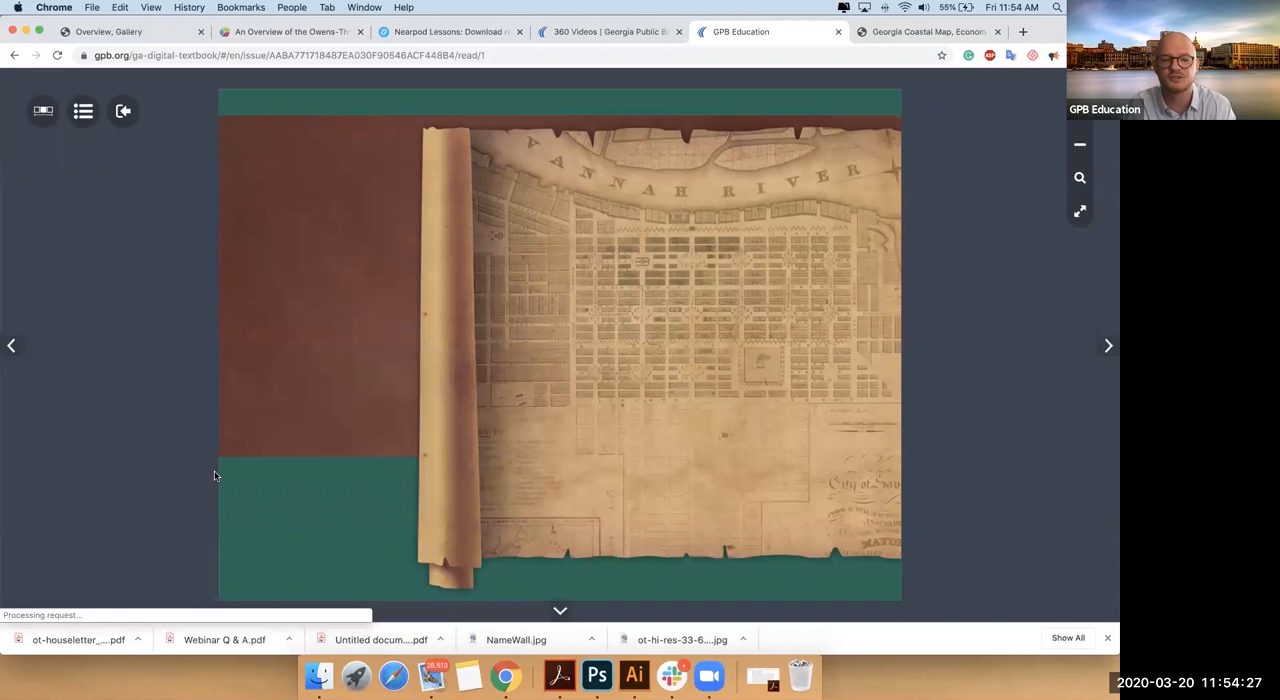 Chrome File Edit View History Bookmarks People Tab Window Help 55% Fri 11:54 AM
Overview, Gallery An Overview of the Owens-Th Nearpod Lessons: Download 360 Videos | Georgia Public Br GPB Education Georgia Coastal Map, Econom
gpb.org/ga-digital-textbook/#/en/issue/AABA771718487EA030F90546ACF448B4/read/1
GPB Education
VANNAH RIVER
City of
Processing request...
ot-houseletter_....pdf Webinar Q & A.pdf Untitled docum....pdf NameWall.jpg ot-hi-res-33-6....jpg Show All
28,513
2020-03-20 11:54:27